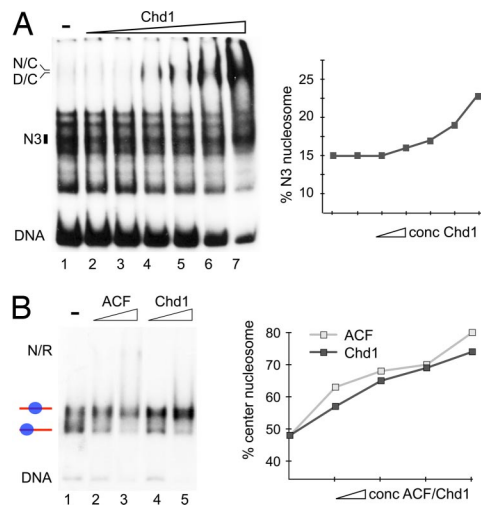 A
Chd1
-
N/C
D/C
N3
DNA
1 2 3 4 5 6 7
% N3 nucleosome
25
20
15
conc Chd1
B
ACF Chd1
-
N/R
DNA
1 2 3 4 5
% center nucleosome
80
70
60
50
40
ACF
Chd1
conc ACF/Chd1